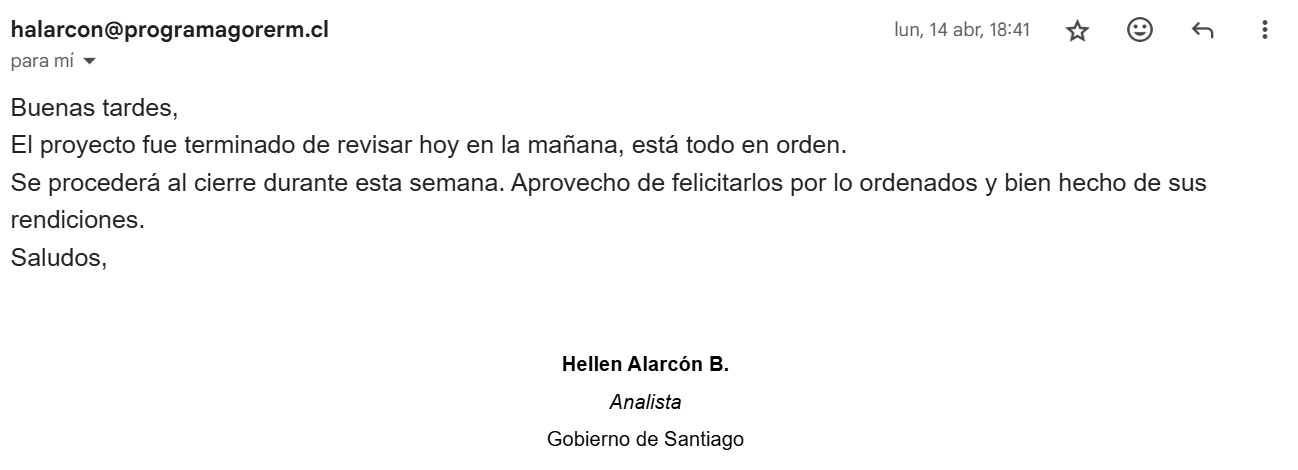 halarcon@programagorerm.cl
lun, 14 abr, 18:41
para mí
Buenas tardes,
El proyecto fue terminado de revisar hoy en la mañana, está todo en orden.
Se procederá al cierre durante esta semana. Aprovecho de felicitarlos por lo ordenados y bien hecho de sus
rendiciones.
Saludos,
Hellen Alarcón B.
Analista
Gobierno de Santiago